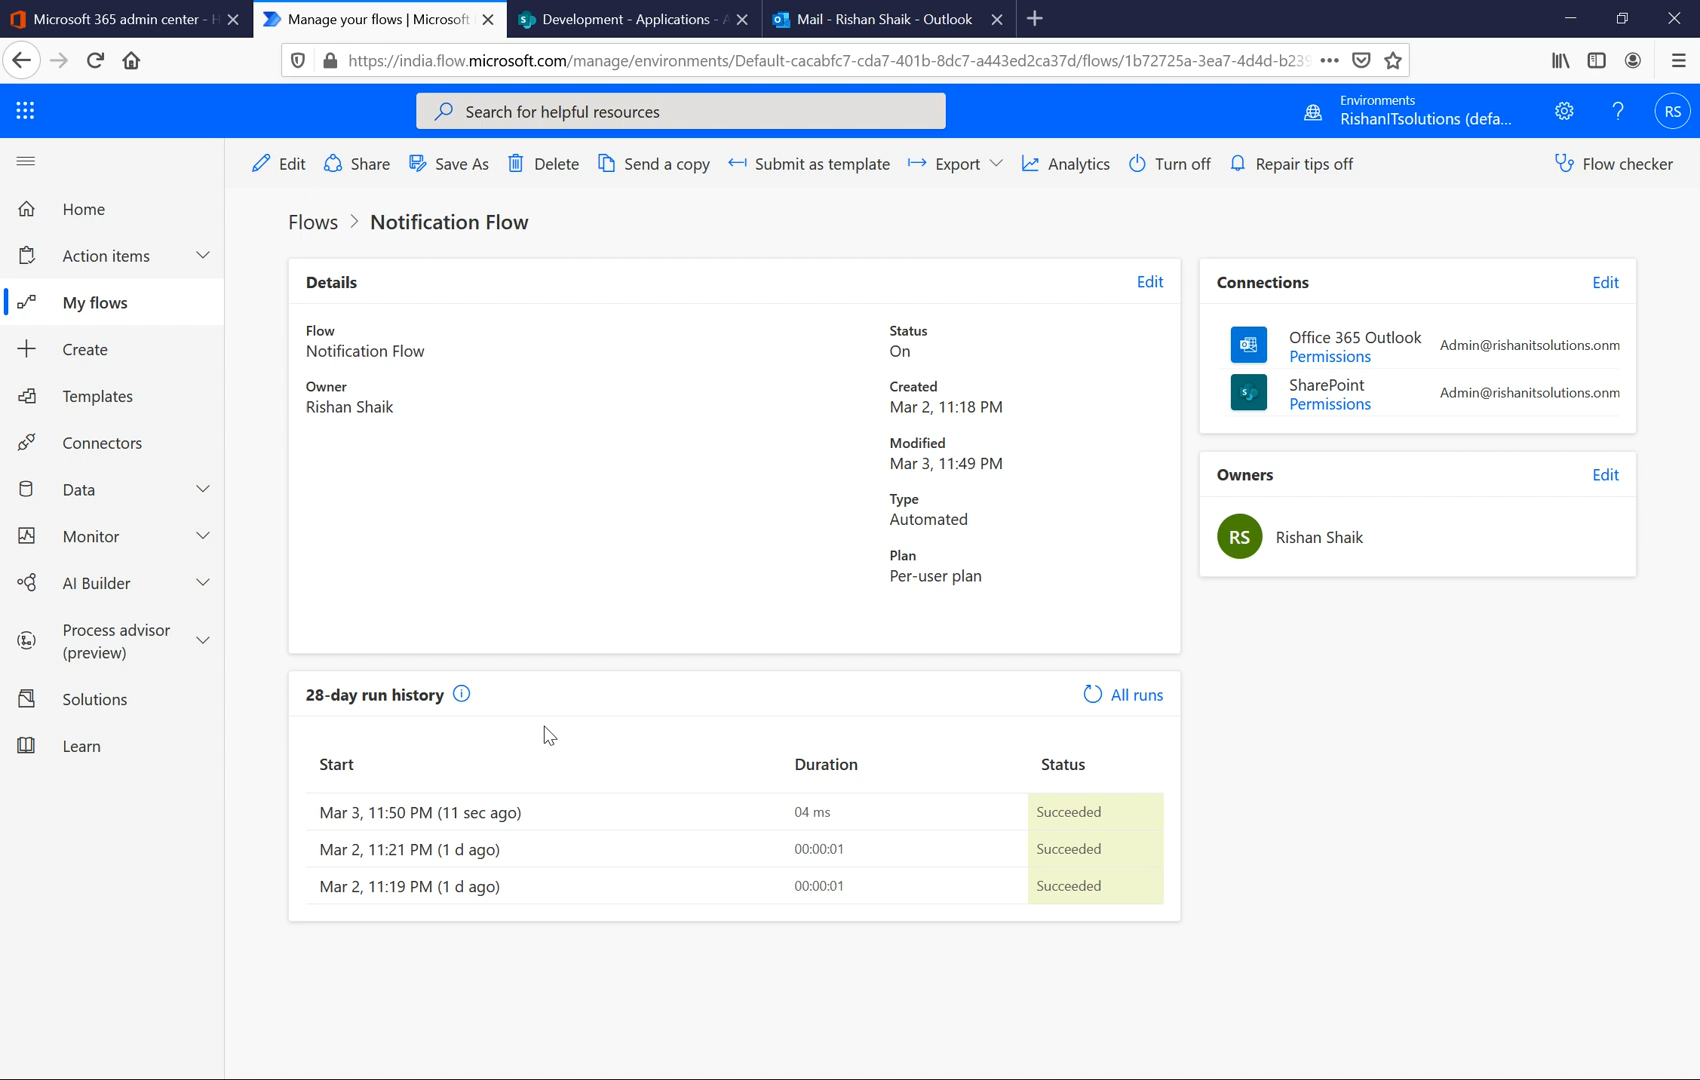 Microsoft 365 admin center - H
Manage your flows | Microsoft
Development - Applications - A
Mail - Rishan Shaik - Outlook
https://india.flow.microsoft.com/manage/environments/Default-cacabfc7-cda7-401b-8dc7-a443ed2ca37d/flows/1b72725a-3ea7-4d4d-b239
Search for helpful resources
Environments
RishanITsolutions (defa...
RS
Edit
Share
Save As
Delete
Send a copy
Submit as template
Export
Analytics
Turn off
Repair tips off
Flow checker
Home
Action items
My flows
Create
Templates
Connectors
Data
Monitor
AI Builder
Process advisor
(preview)
Solutions
Learn
Flows > Notification Flow
Details
Edit
Flow
Notification Flow
Owner
Rishan Shaik
Status
On
Created
Mar 2, 11:18 PM
Modified
Mar 3, 11:49 PM
Type
Automated
Plan
Per-user plan
Connections
Edit
Office 365 Outlook
Permissions
Admin@rishanitsolutions.onm
SharePoint
Permissions
Admin@rishanitsolutions.onm
Owners
Edit
RS
Rishan Shaik
28-day run history
All runs
Start Duration Status
Mar 3, 11:50 PM (11 sec ago) 04 ms Succeeded
Mar 2, 11:21 PM (1 d ago) 00:00:01 Succeeded
Mar 2, 11:19 PM (1 d ago) 00:00:01 Succeeded